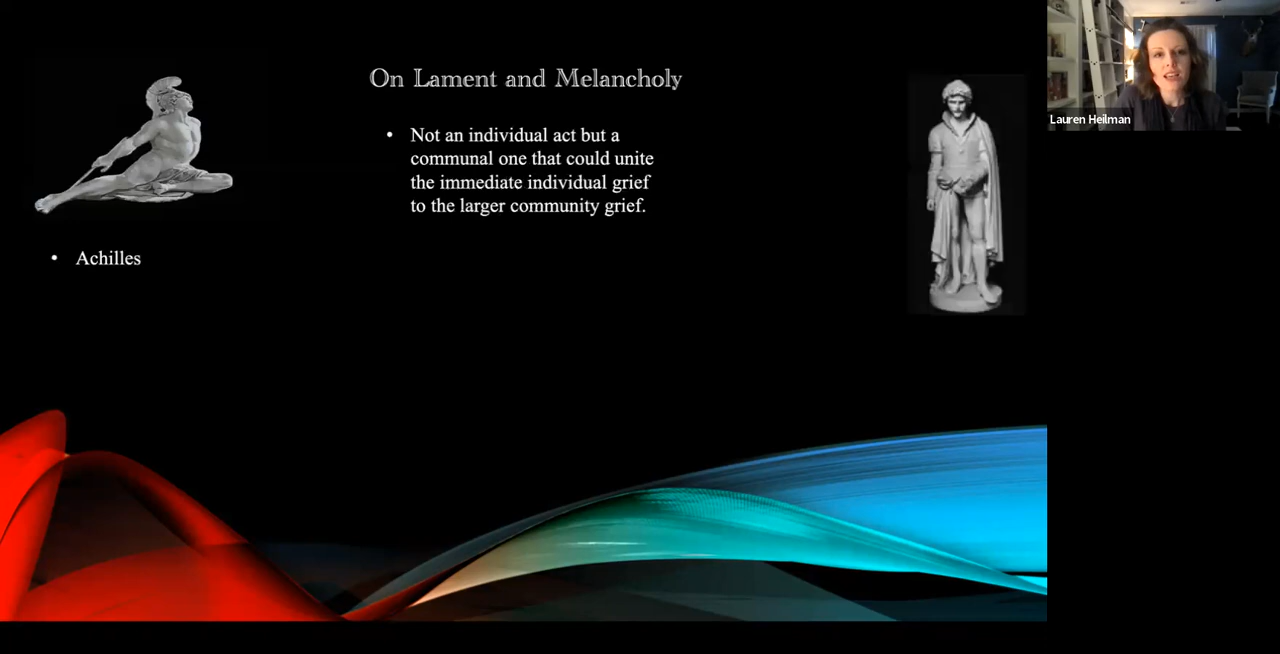 On Lament and Melancholy
• Not an individual act but a
communal one that could unite
the immediate individual grief
to the larger community grief.
• Achilles
Lauren Heilman